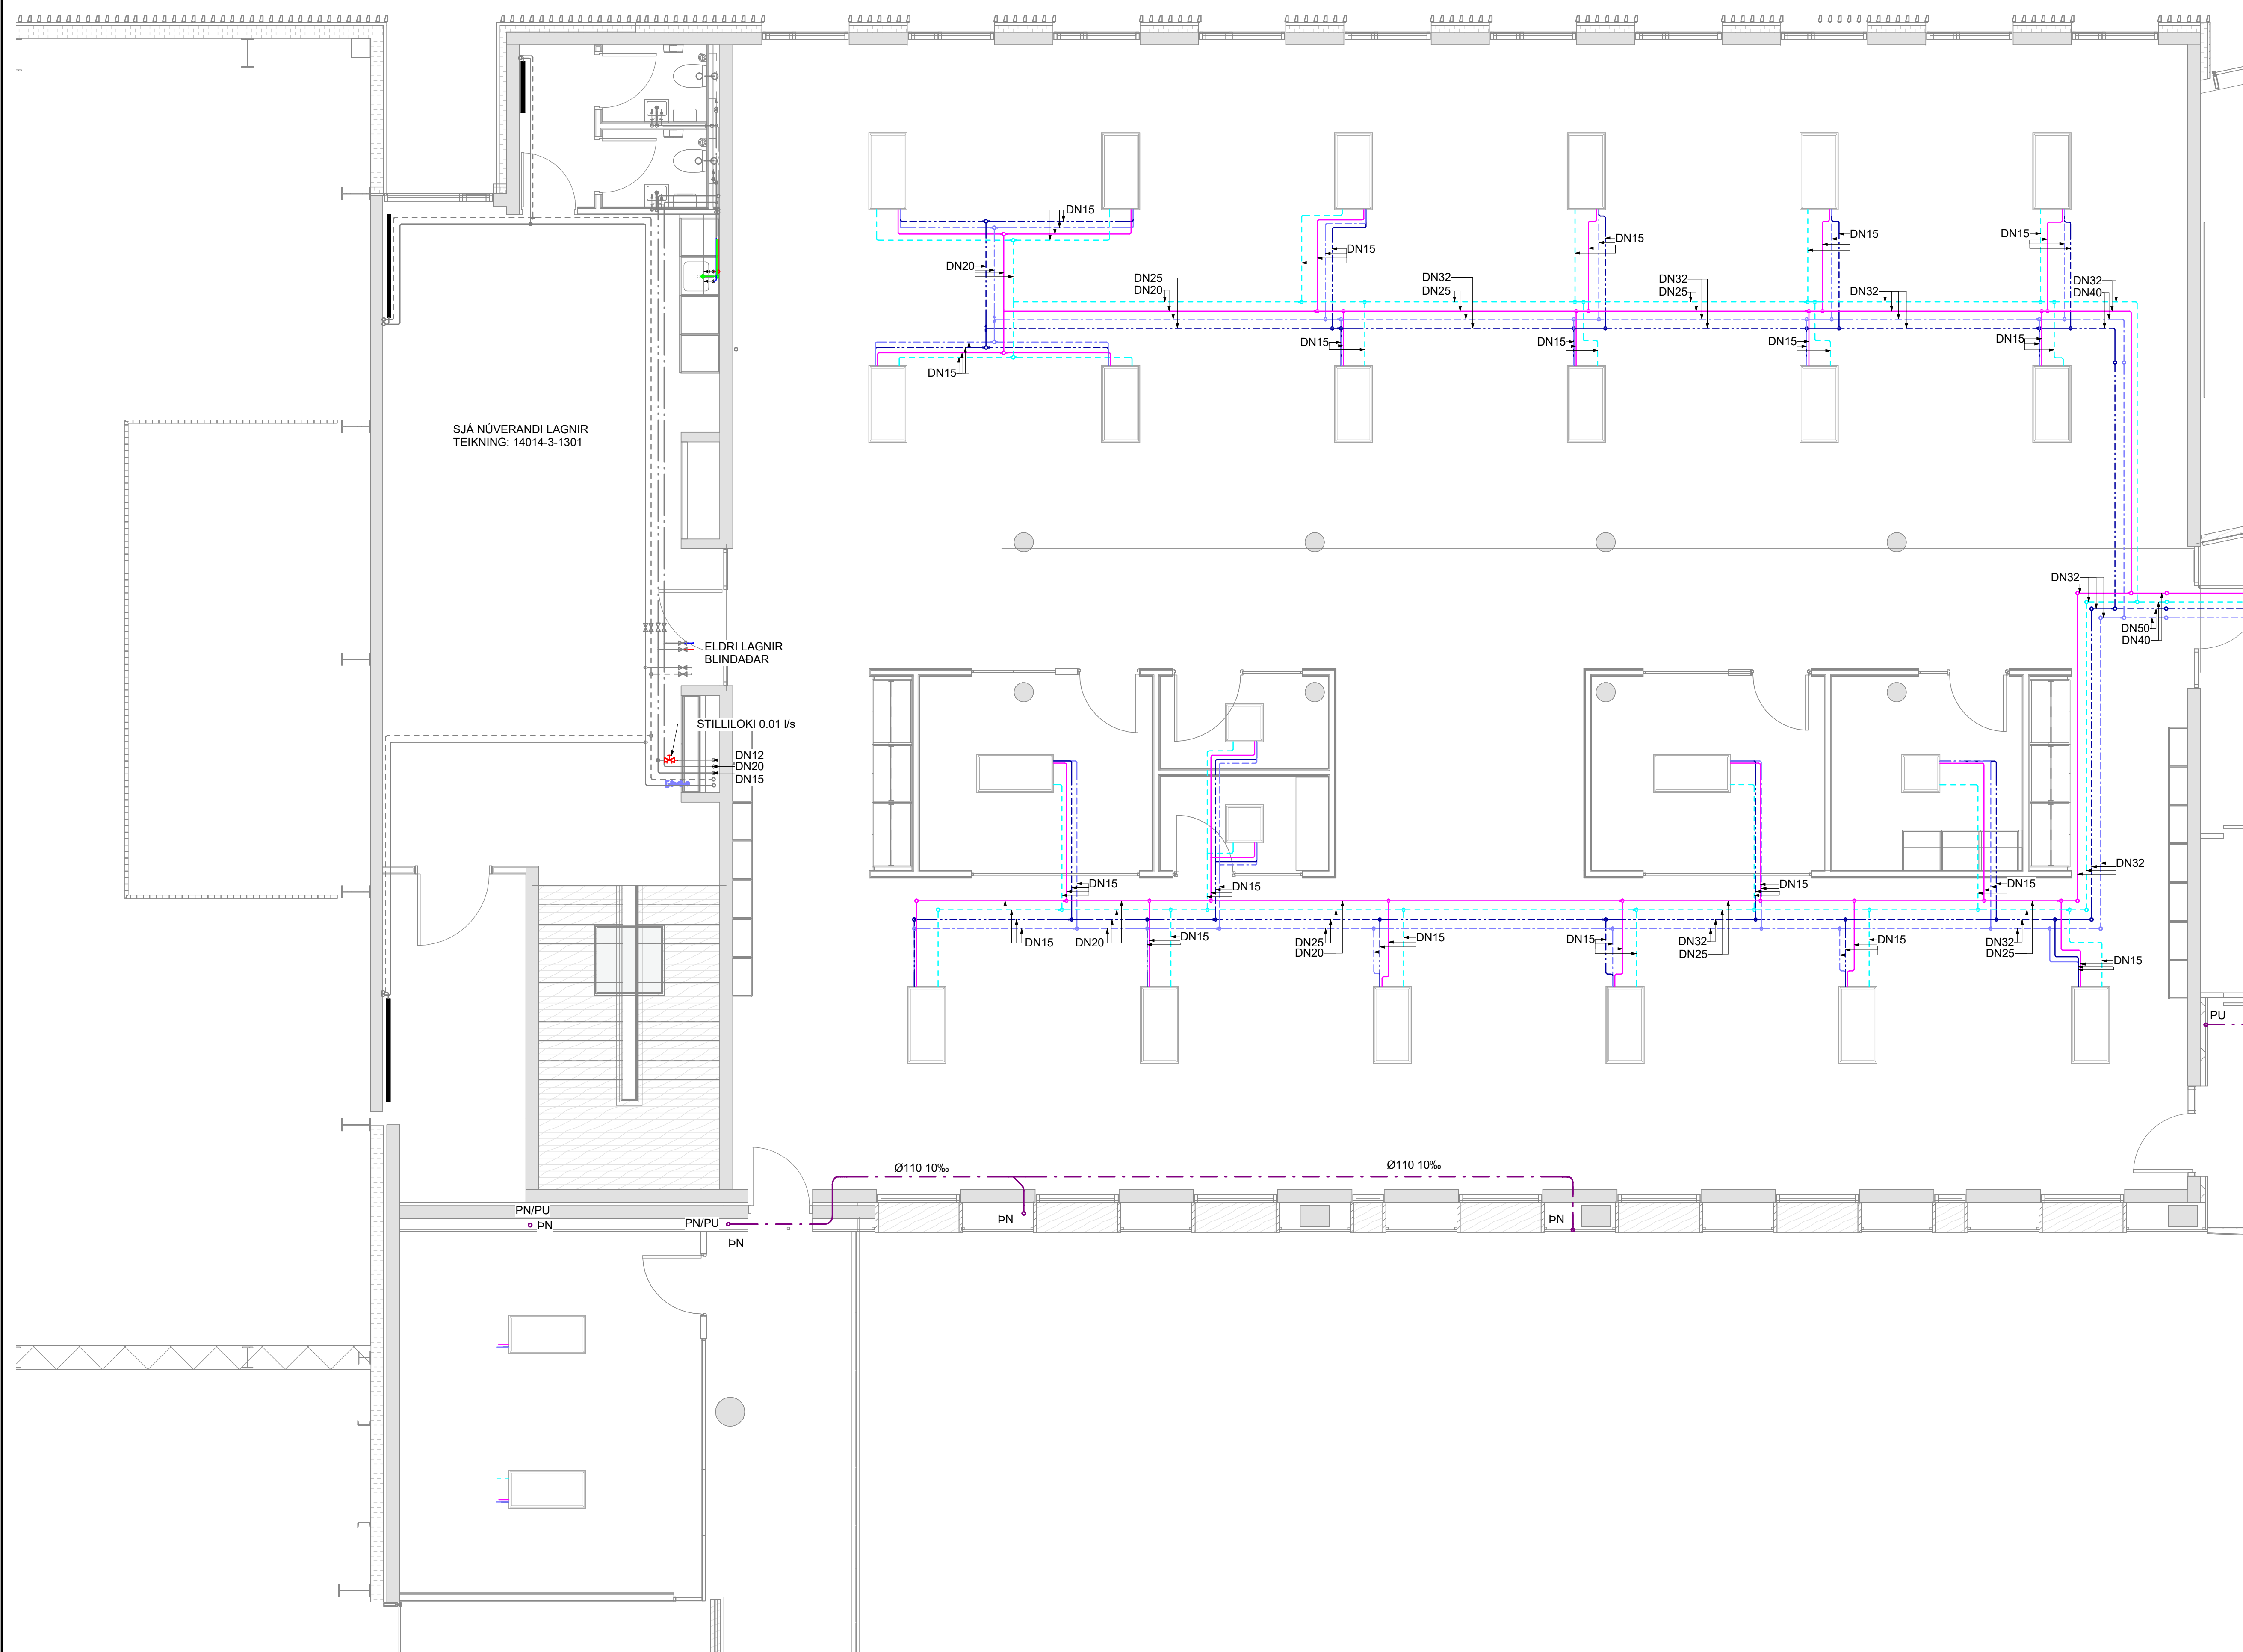 DN15
DN20
DN15
DN25
DN20
DN15
DN32
DN25
DN15
DN32
DN25
DN15
DN32
DN15
DN32
DN40
DN15
DN15
DN15
DN15
DN15
SJÁ NÚVERANDI LAGNIR
TEIKNING: 14014-3-1301
DN32
DN50
DN40
ELDRI LAGNIR
BLINDAÐAR
STILLILOKI 0.01 l/s
DN12
DN20
DN15
DN32
DN15
DN15
DN15
DN15
DN15
DN20
DN15
DN25
DN20
DN15
DN15
DN32
DN25
DN15
DN32
DN25
DN15
PU
Ø110 10‰
Ø110 10‰
PN/PU
ÞN
PN/PU
ÞN
ÞN
ÞN